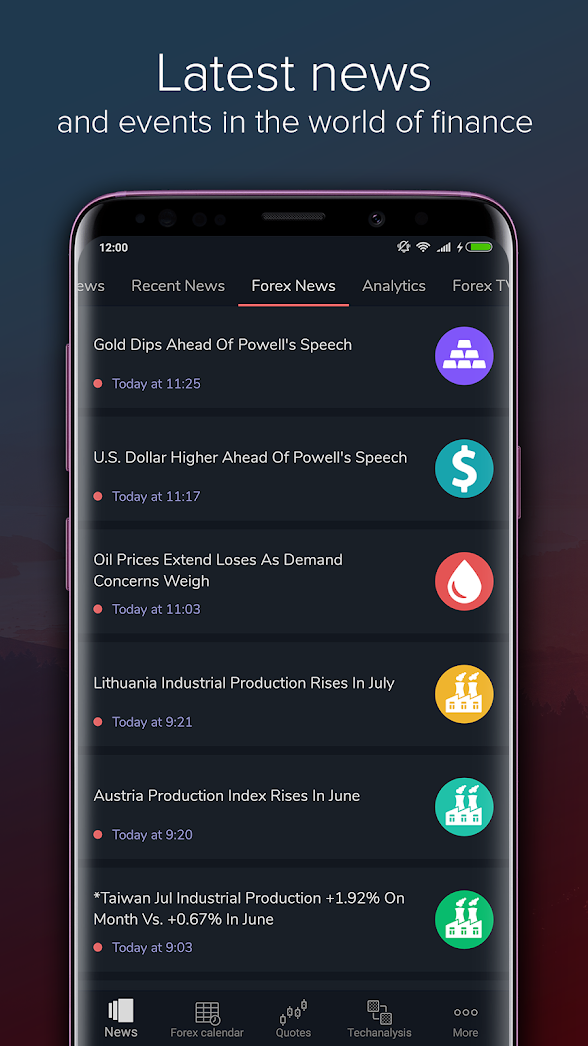 Latest news
and events in the world of finance
12:00
ews Recent News Forex News Analytics Forex TV
Gold Dips Ahead Of Powell's Speech
Today at 11:25
U.S. Dollar Higher Ahead Of Powell's Speech
Today at 11:17
Oil Prices Extend Loses As Demand
Concerns Weigh
Today at 11:03
Lithuania Industrial Production Rises In July
Today at 9:21
Austria Production Index Rises In June
Today at 9:20
*Taiwan Jul Industrial Production +1.92% On
Month Vs. +0.67% In June
Today at 9:03
News Forex calendar Quotes Techanalysis More